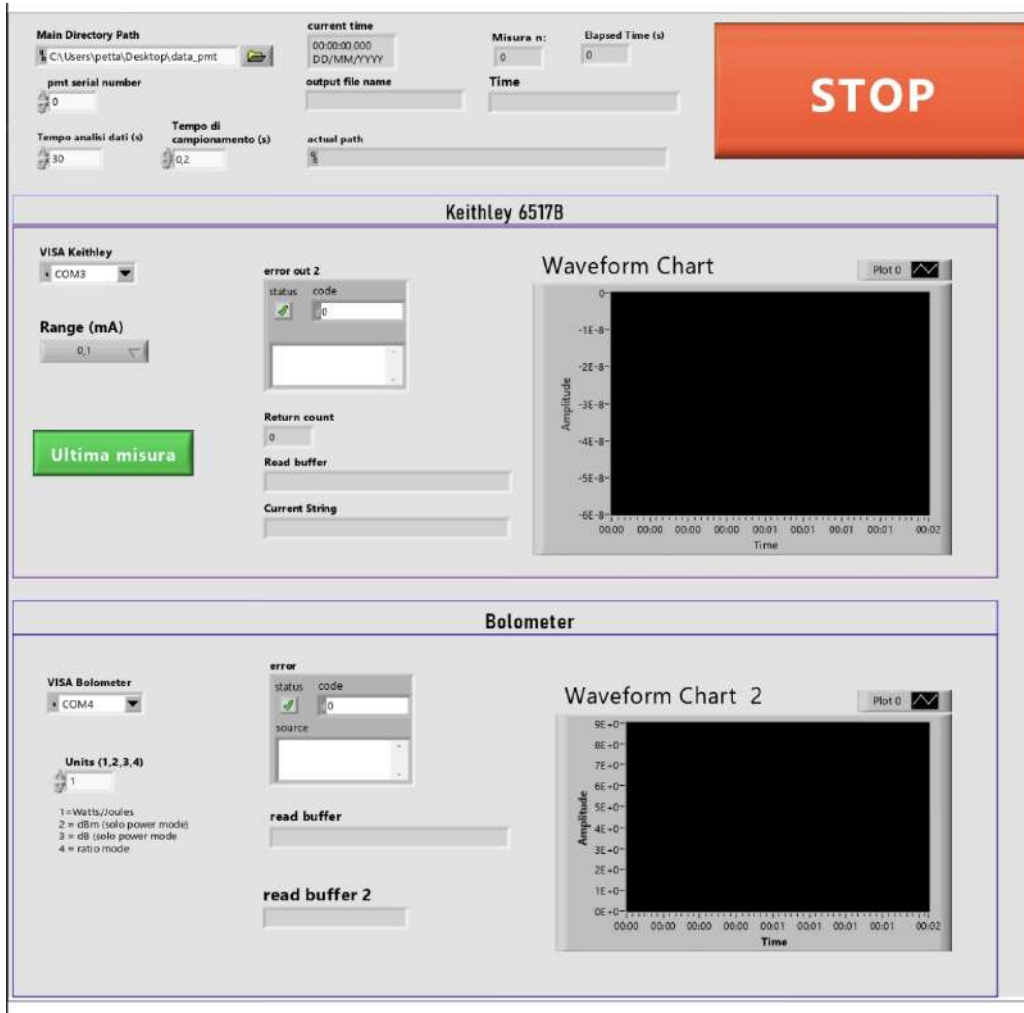 Main Directory Path
C:\Users\petta\Desktop\data_pmt
current time
00:00:00,000
DD/MM/YYYY
Misura n:
0
Elapsed Time (s)
0
STOP
pmt serial number
0
output file name
Time
Tempo analisi dati (s)
30
Tempo di
campionamento (s)
0,2
actual path
Keithley 6517B
VISA Keithley
COM3
Range (mA)
0,1
Ultima misura
error out 2
status code
0
Return count
0
Read buffer
Current String
Waveform Chart
Plot 0
0
-1E-8
-2E-8
-3E-8
-4E-8
-5E-8
-6E-8
Amplitude
00:00 00:00 00:00 00:00 00:01 00:01 00:01 00:01 00:02
Time
Bolometer
VISA Bolometer
COM4
Units (1,2,3,4)
1
1=Watts/Joules
2 = dBm (solo power mode)
3 = dB (solo power mode
4 = ratio mode
error
status code
0
source
read buffer
read buffer 2
Waveform Chart 2
Plot 0
9E+0
8E+0
7E+0
6E+0
5E+0
4E+0
3E+0
2E+0
1E+0
0E+0
Amplitude
00:00 00:00 00:00 00:00 00:01 00:01 00:01 00:01 00:02
Time